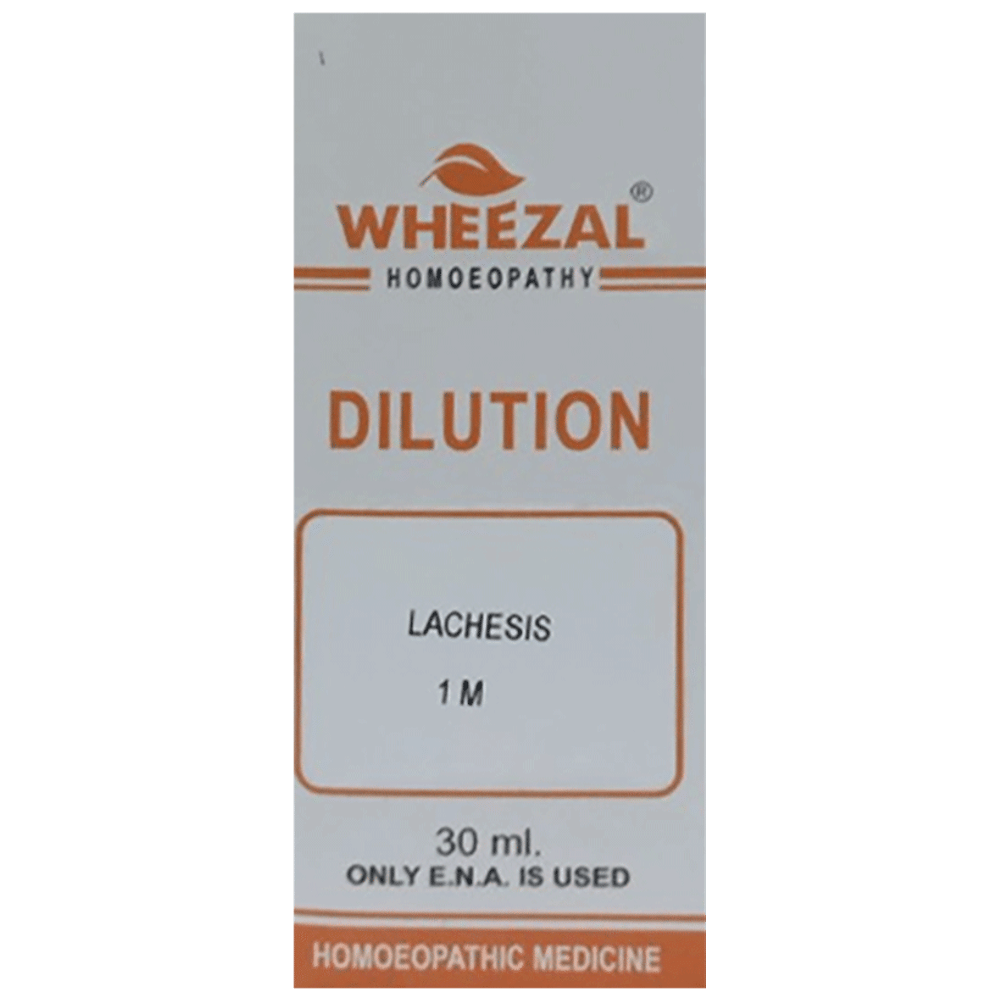 WHEEZAL®
HOMOEOPATHY
DILUTION
LACHESIS
1 M
30 ml.
ONLY E.N.A. IS USED
HOMOEOPATHIC MEDICINE